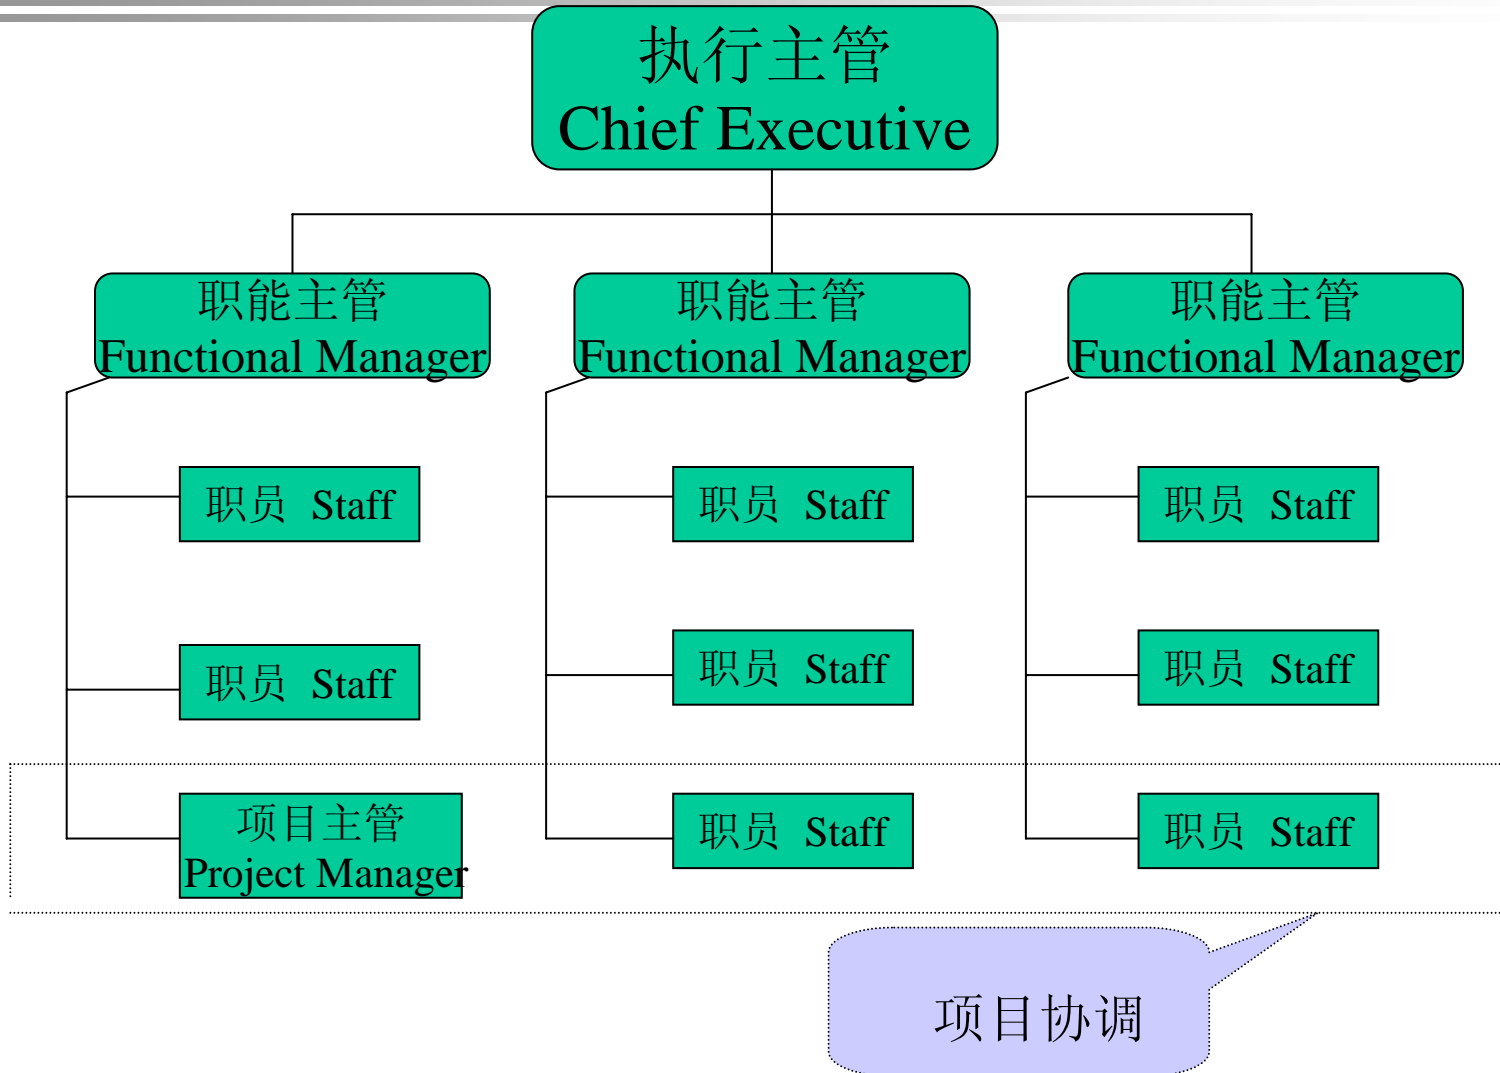 执行主管
Chief Executive
职能主管
Functional Manager
职能主管
Functional Manager
职能主管
Functional Manager
职员 Staff
职员 Staff
职员 Staff
职员 Staff
职员 Staff
职员 Staff
项目主管
Project Manager
职员 Staff
职员 Staff
项目协调